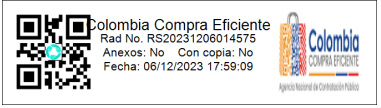 Colombia Compra Eficiente
Rad No. RS20231206014575
Anexos: No Con copia: No
Fecha: 06/12/2023 17:59:09
Colombia
COMPRA EFICIENTE
Agencia Nacional de Contratación Pública